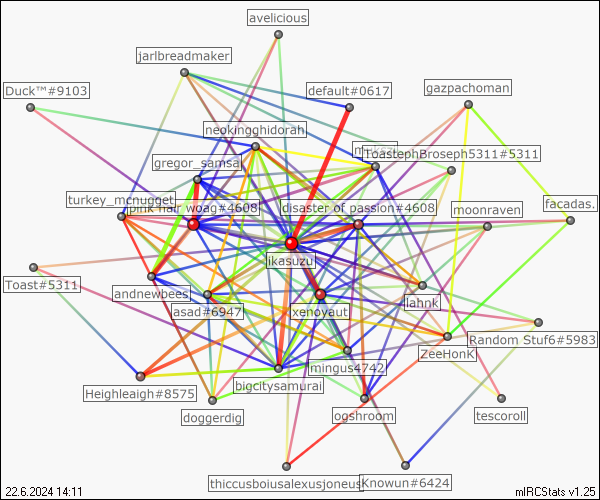 avelicious
jarlbreadmaker
Duck™#9103
default#0617
gazpachoman
neokingghidorah
ToastephBroseph5311#5311
gregor_samsa
turkey_mcnugget
pink hair woag#4608
disaster of passion#4608
moonraven
facadas.
ikasuzu
Toast#5311
andnewbees
asad#6947
xenoyaut
lahnk
Random Stuf6#5983
ZeeHonK
mingus4742
bigcitysamurai
Heighleaigh#8575
doggerdig
ogshroom
tescoroll
thiccusboiusalexusjoneus
Knowun#6424
22.6.2024 14:11
mIRCStats v1.25